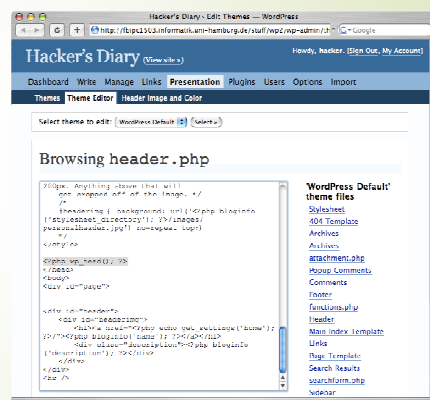 Hacker's Diary › Edit Themes — WordPress
http://fbipc1503.informatik.uni-hamburg.de/staff/wp2/wp-admin/th
Google
Hacker's Diary (View site »)
Howdy, hacker. [Sign Out, My Account]
Dashboard Write Manage Links Presentation Plugins Users Options Import
Themes Theme Editor Header Image and Color
Select theme to edit: WordPress Default Select »
Browsing header.php
200px. Anything above that will
get cropped off of the image. */
/*
#headerimg { background: url('<?php bloginfo
('stylesheet_directory'); ?>/images/
personalheader.jpg') no-repeat top;}
*/
</style>
<?php wp_head(); ?>
</head>
<body>
<div id="page">
<div id="header">
<div id="headerimg">
<h1><a href="<?php echo get_settings('home');
?>/"><?php bloginfo('name'); ?></a></h1>
<div class="description"><?php bloginfo
('description'); ?></div>
</div>
</div>
<hr />
'WordPress Default'
theme files
Stylesheet
404 Template
Archives
Archives
attachment.php
Popup Comments
Comments
Footer
functions.php
Header
Main Index Template
Links
Page Template
Search Results
searchform.php
Sidebar